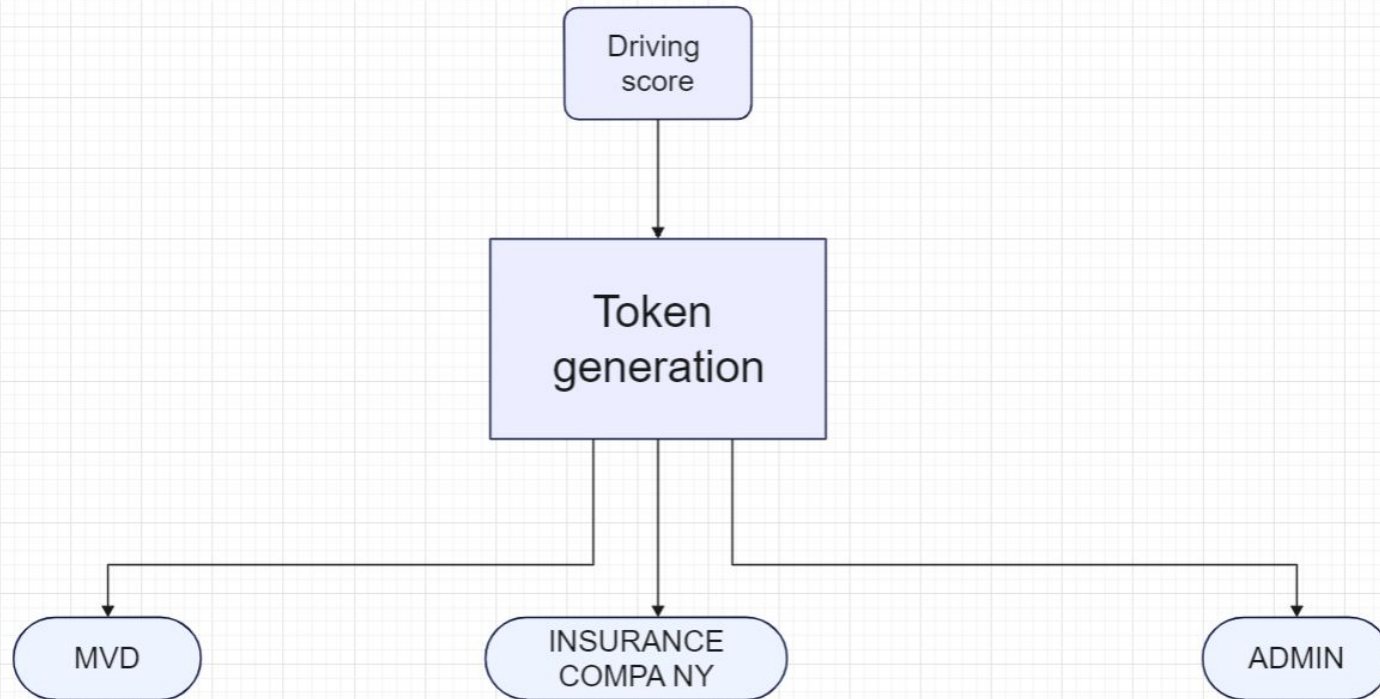 Driving
score
Token
generation
MVD
INSURANCE
COMPA NY
ADMIN